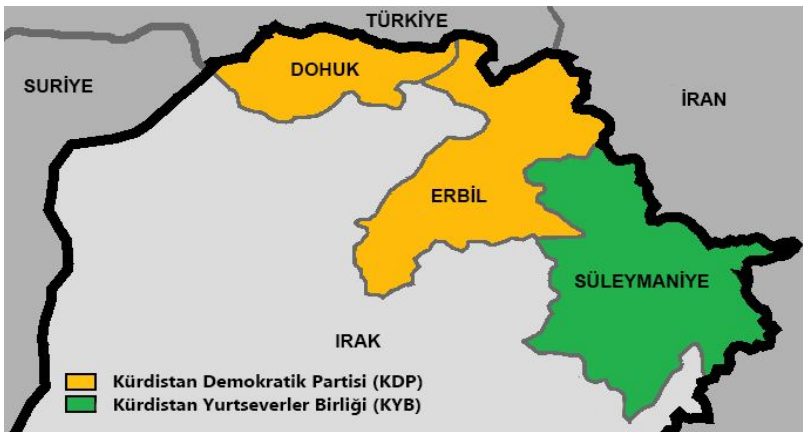 TÜRKİYE
DOHUK
SURİYE
İRAN
ERBİL
SÜLEYMANİYE
IRAK
Kürdistan Demokratik Partisi (KDP)
Kürdistan Yurtseverler Birliği (KYB)